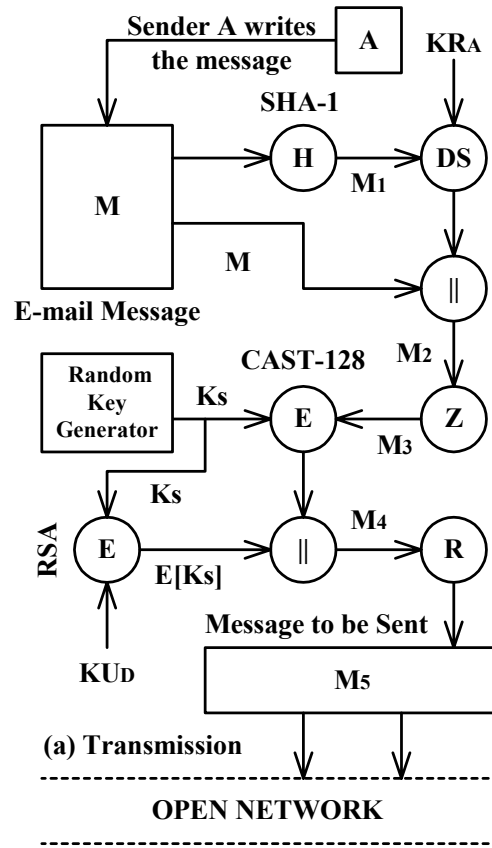 Sender A writes
the message
A
KRA
SHA-1
H
M1
DS
M
M
||
E-mail Message
M2
CAST-128
Random
Key
Generator
Ks
E
M3
Z
Ks
RSA
E
E[Ks]
||
M4
R
KUD
Message to be Sent
M5
(a) Transmission
OPEN NETWORK